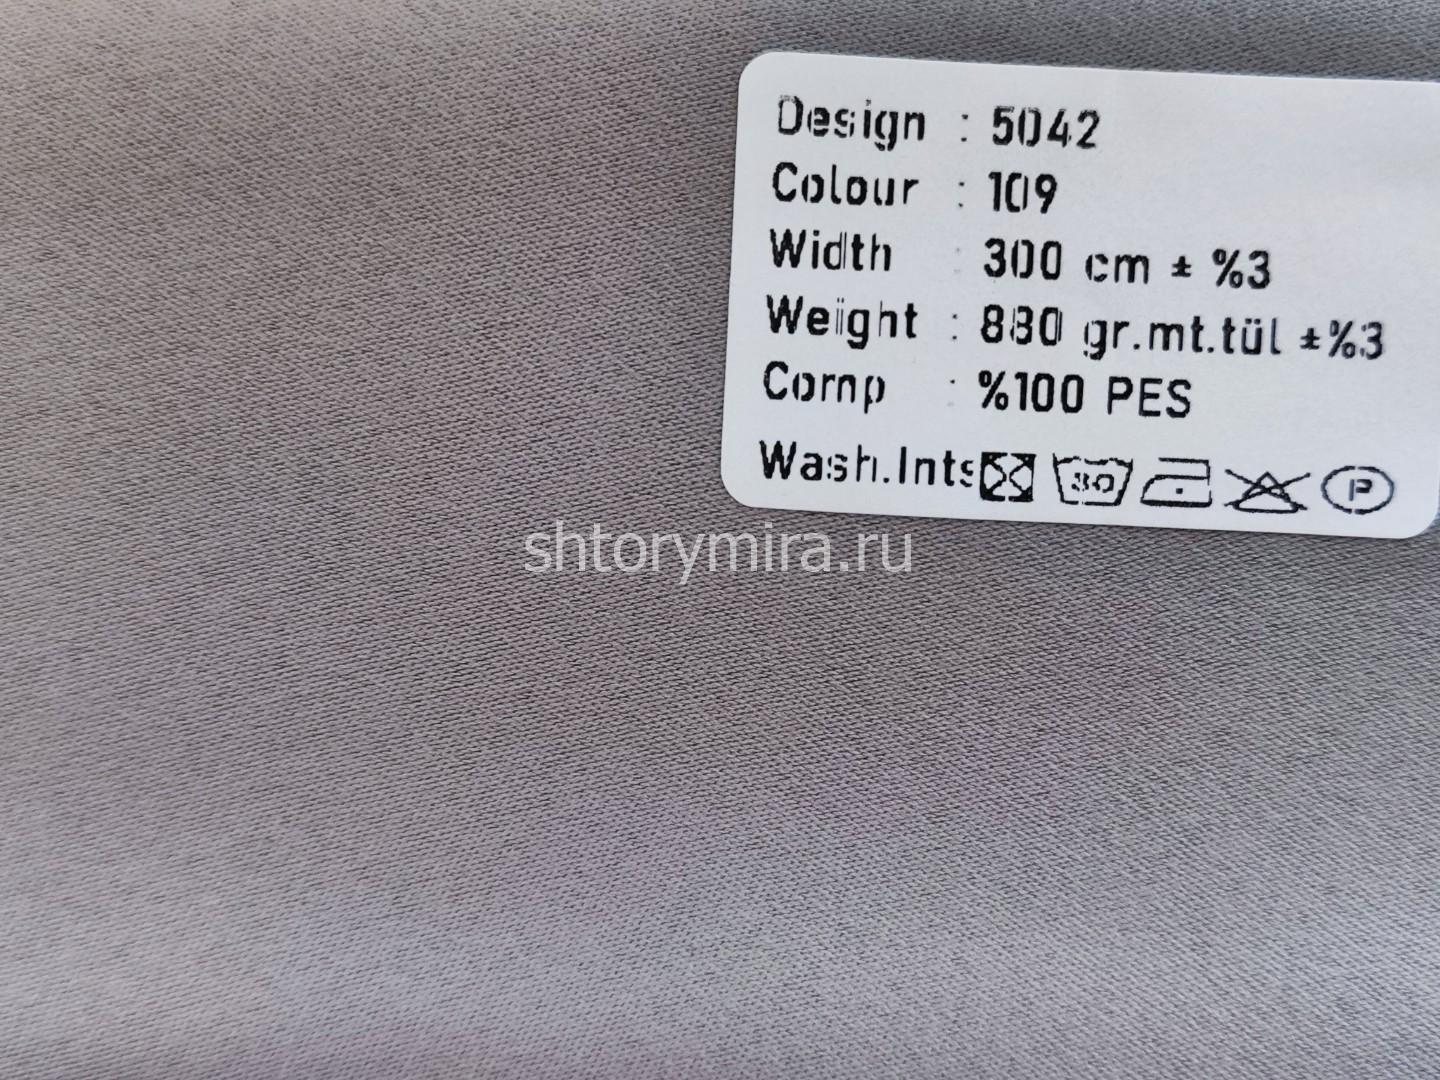 Design : 5042
Colour : 109
Width : 300 cm ± %3
Weight : 880 gr.mt.tül ±%3
Comp : %100 PES
Wash.Ints 30 P
shtorymira.ru